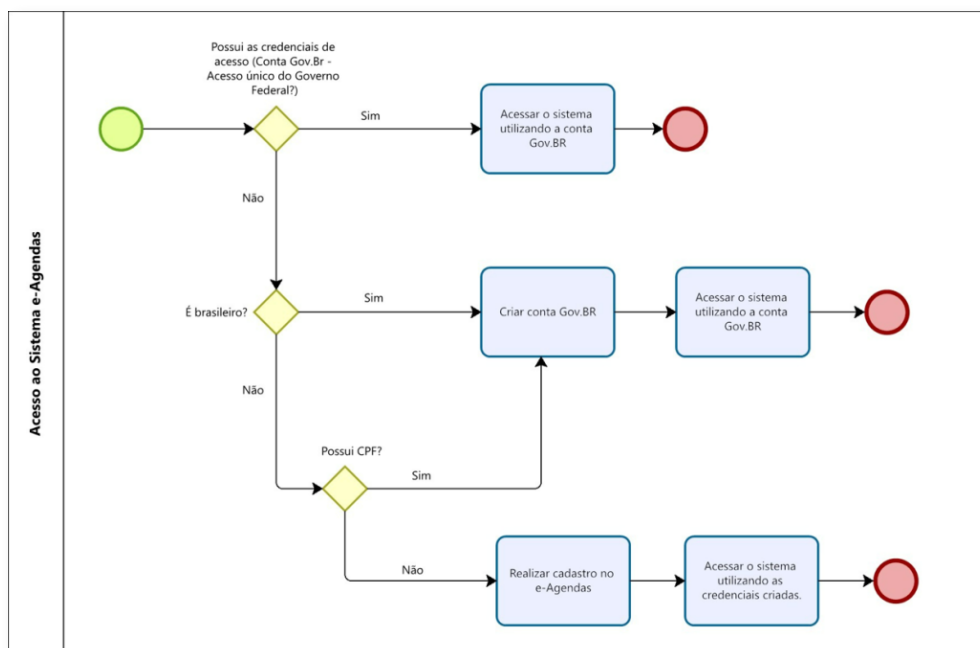 Acesso ao Sistema e-Agendas
Possui as credenciais de
acesso (Conta Gov.Br -
Acesso único do Governo
Federal?)
Sim
Acessar o sistema
utilizando a conta
Gov.BR
Não
É brasileiro?
Sim
Criar conta Gov.BR
Acessar o sistema
utilizando a conta
Gov.BR
Não
Possui CPF?
Sim
Não
Realizar cadastro no
e-Agendas
Acessar o sistema
utilizando as
credenciais criadas.